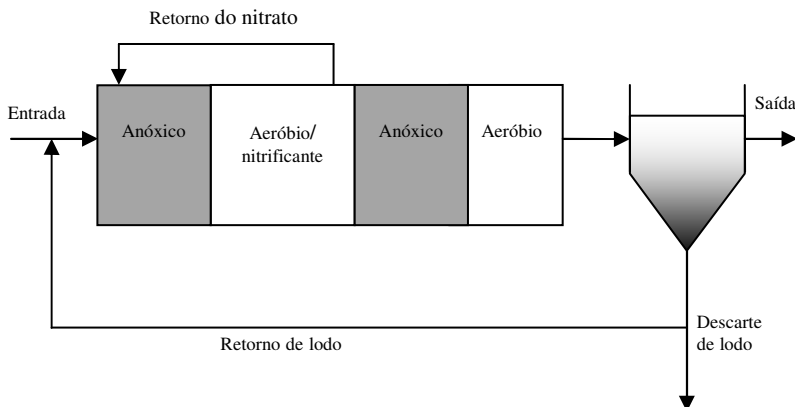 Retorno do nitrato
Entrada
Anóxico
Aeróbio/
nitrificante
Anóxico
Aeróbio
Saída
Retorno de lodo
Descarte
de lodo